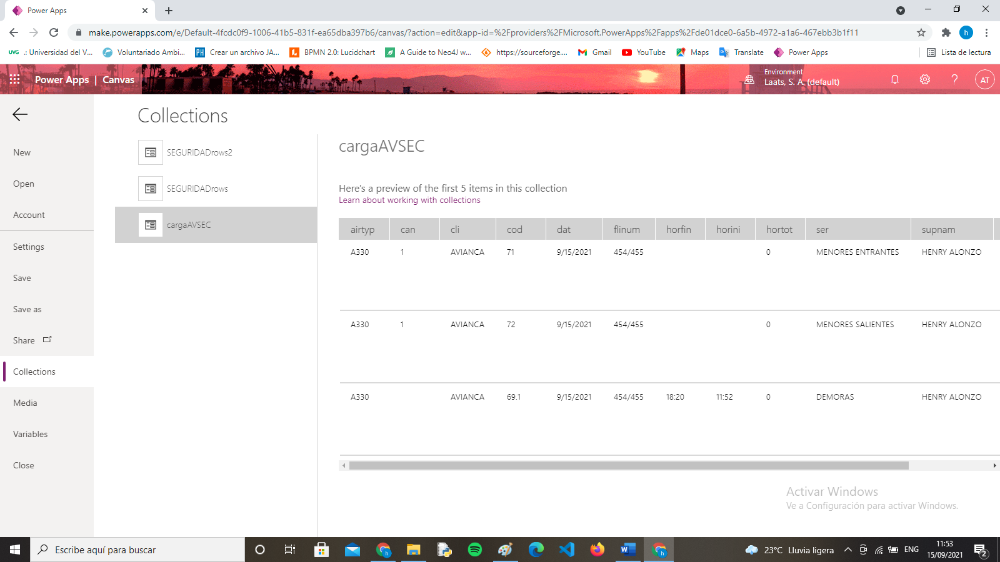 Power Apps
make.powerapps.com/e/Default-4fcdc0f9-1006-41b5-831f-ea65dba397b6/canvas/?action=edit&app-id=%2Fproviders%2FMicrosoft.PowerApps%2Fapps%2Fde01dce0-6a5b-4972-a1a6-467ebb3b1f11
h
UVG .: Universidad del V... Voluntariado Ambi... PH Crear un archivo JA... BPMN 2.0: Lucidchart A Guide to Neo4J w... https://sourceforge.... Gmail YouTube Maps Translate Power Apps Lista de lectura
Power Apps | Canvas
Environment
Laats, S. A. (default)
AT
Collections
New
Open
Account
Settings
Save
Save as
Share
Collections
Media
Variables
Close
SEGURIDADrows2
SEGURIDADrows
cargaAVSEC
cargaAVSEC
Here's a preview of the first 5 items in this collection
Learn about working with collections
airtyp can cli cod dat flinum horfin horini hortot ser supnam
A330 1 AVIANCA 71 9/15/2021 454/455 0 MENORES ENTRANTES HENRY ALONZO
A330 1 AVIANCA 72 9/15/2021 454/455 0 MENORES SALIENTES HENRY ALONZO
A330 AVIANCA 69.1 9/15/2021 454/455 18:20 11:52 0 DEMORAS HENRY ALONZO
Activar Windows
Ve a Configuración para activar Windows.
Escribe aquí para buscar
23°C Lluvia ligera
ENG
11:53
15/09/2021
2